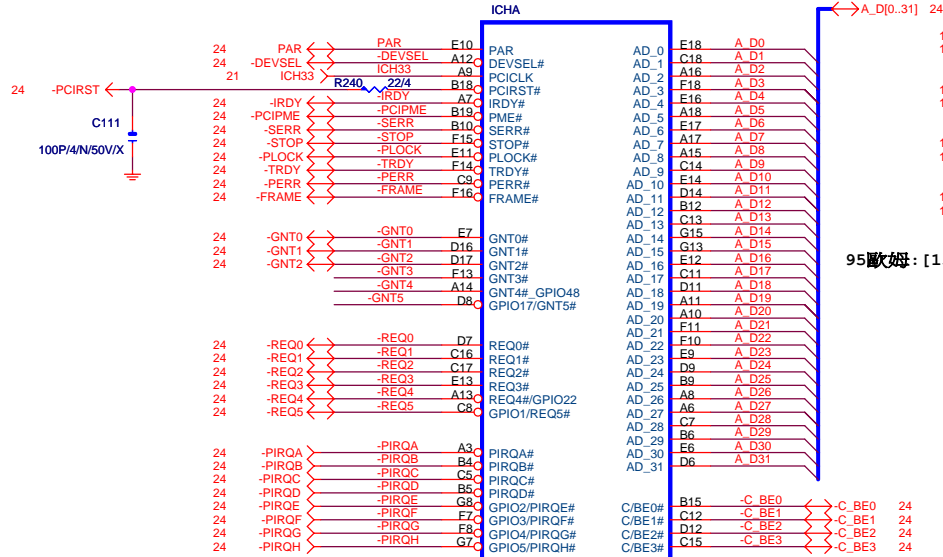 ICHA
A_D[0..31] 24
24 PAR PAR E10 PAR AD_0 E18 A_D0
24 -DEVSEL -DEVSEL A12 DEVSEL# AD_1 C18 A_D1
21 ICH33 ICH33 A9 PCICLK AD_2 A16 A_D2
24 -PCIRST R240 22/4 B18 PCIRST# AD_3 F18 A_D3
24 -IRDY -IRDY A7 IRDY# AD_4 E16 A_D4
24 -PCIPME -PCIPME B19 PME# AD_5 A18 A_D5
24 -SERR -SERR B10 SERR# AD_6 E17 A_D6
24 -STOP -STOP F15 STOP# AD_7 A17 A_D7
24 -PLOCK -PLOCK E11 PLOCK# AD_8 A15 A_D8
24 -TRDY -TRDY F14 TRDY# AD_9 C14 A_D9
24 -PERR -PERR C9 PERR# AD_10 E14 A_D10
24 -FRAME -FRAME F16 FRAME# AD_11 D14 A_D11
C111
100P/4/N/50V/X
AD_12 B12 A_D12
AD_13 C13 A_D13
24 -GNT0 -GNT0 E7 GNT0# AD_14 G15 A_D14
24 -GNT1 -GNT1 D16 GNT1# AD_15 G13 A_D15
24 -GNT2 -GNT2 D17 GNT2# AD_16 E12 A_D16
-GNT3 F13 GNT3# AD_17 C11 A_D17
-GNT4 A14 GNT4#_GPIO48 AD_18 D11 A_D18
-GNT5 D8 GPIO17/GNT5# AD_19 A11 A_D19
95歐姆:[1
AD_20 A10 A_D20
AD_21 F11 A_D21
24 -REQ0 -REQ0 D7 REQ0# AD_22 F10 A_D22
24 -REQ1 -REQ1 C16 REQ1# AD_23 E9 A_D23
24 -REQ2 -REQ2 C17 REQ2# AD_24 D9 A_D24
24 -REQ3 -REQ3 E13 REQ3# AD_25 B9 A_D25
24 -REQ4 -REQ4 A13 REQ4#/GPIO22 AD_26 A8 A_D26
24 -REQ5 -REQ5 C8 GPIO1/REQ5# AD_27 A6 A_D27
AD_28 C7 A_D28
AD_29 B6 A_D29
24 -PIRQA -PIRQA A3 PIRQA# AD_30 E6 A_D30
24 -PIRQB -PIRQB B4 PIRQB# AD_31 D6 A_D31
24 -PIRQC -PIRQC C5 PIRQC#
24 -PIRQD -PIRQD B5 PIRQD#
24 -PIRQE -PIRQE G8 GPIO2/PIRQE# C/BE0# B15 -C_BE0 -C_BE0 24
24 -PIRQF -PIRQF F7 GPIO3/PIRQF# C/BE1# C12 -C_BE1 -C_BE1 24
24 -PIRQG -PIRQG F8 GPIO4/PIRQG# C/BE2# D12 -C_BE2 -C_BE2 24
24 -PIRQH -PIRQH G7 GPIO5/PIRQH# C/BE3# C15 -C_BE3 -C_BE3 24